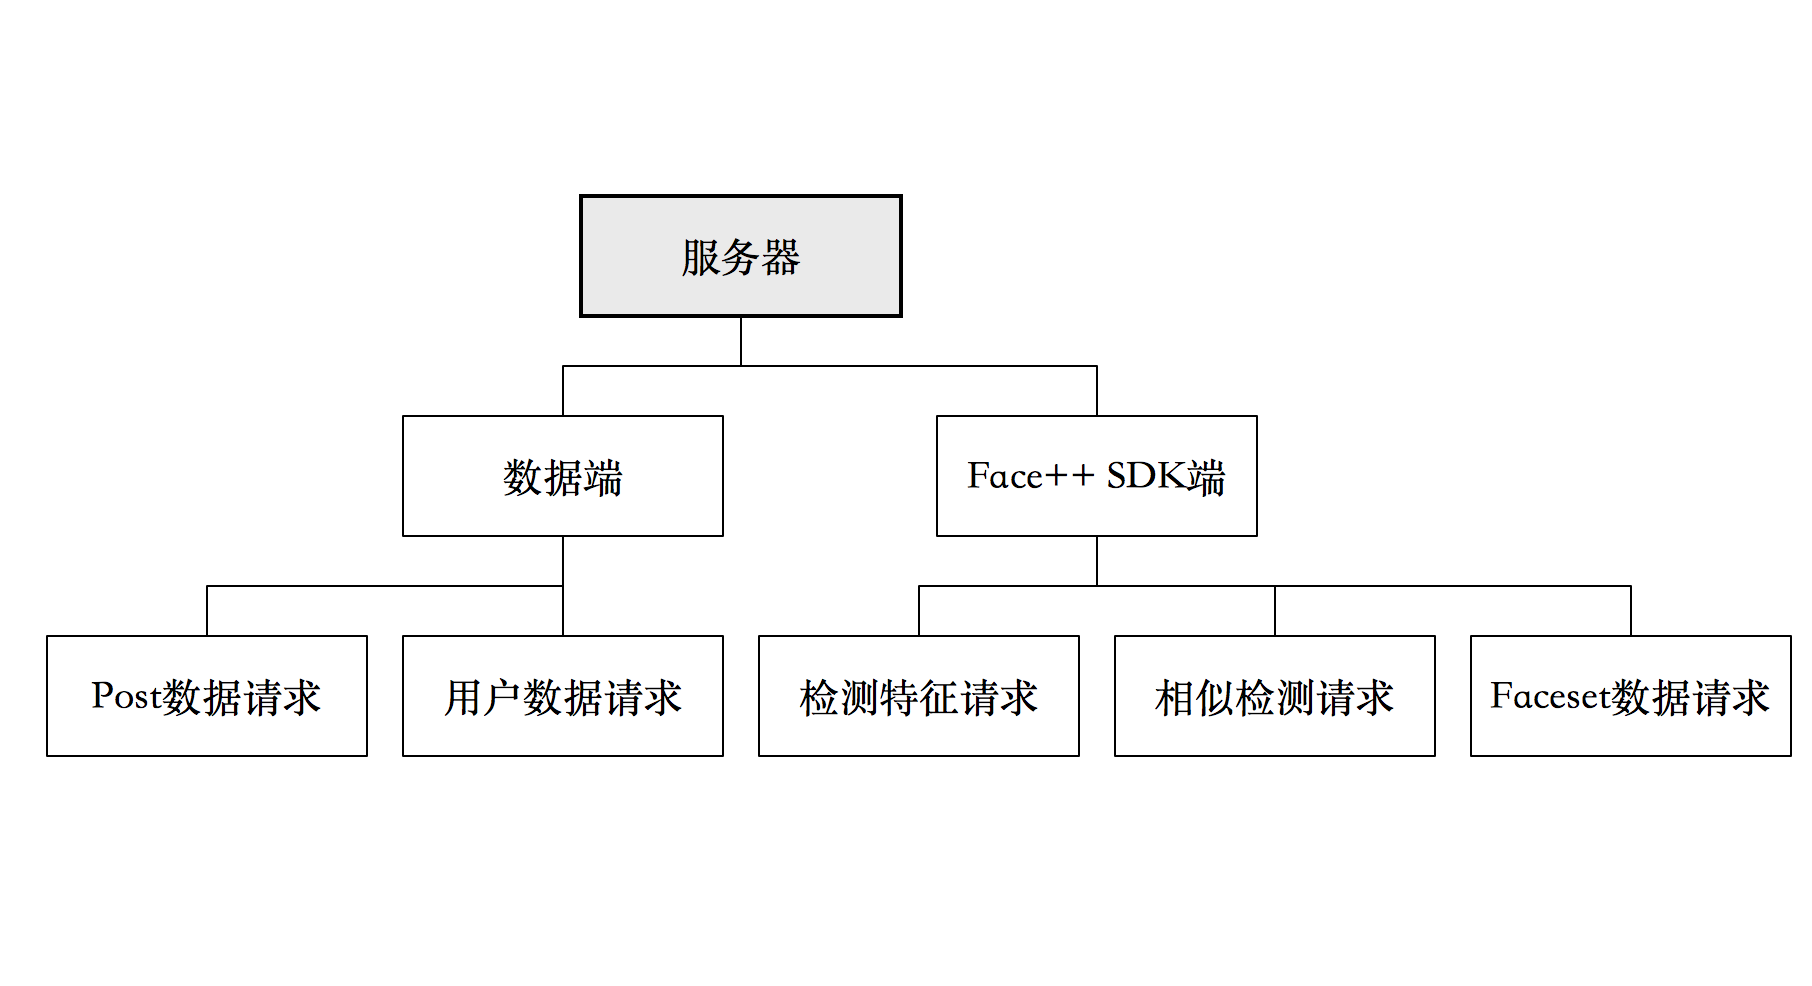 服务器
数据端
Face++ SDK端
Post数据请求
用户数据请求
检测特征请求
相似检测请求
Faceset数据请求